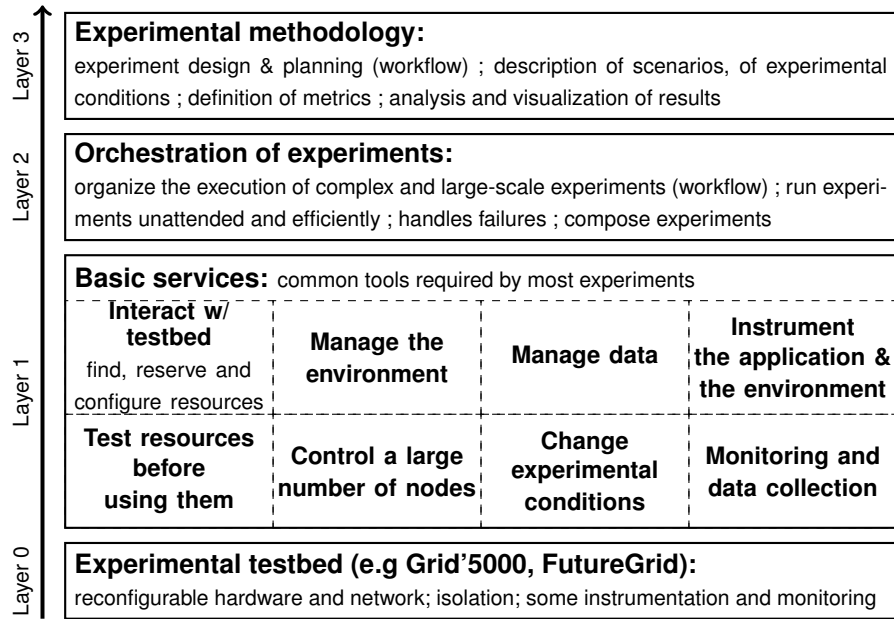 Layer 3
Experimental methodology:
experiment design & planning (workflow) ; description of scenarios, of experimental
conditions ; definition of metrics ; analysis and visualization of results
Layer 2
Orchestration of experiments:
organize the execution of complex and large-scale experiments (workflow) ; run experi-
ments unattended and efficiently ; handles failures ; compose experiments
Layer 1
Basic services: common tools required by most experiments
Interact w/
testbed
find, reserve and
configure resources
Manage the
environment
Manage data
Instrument
the application &
the environment
Test resources
before
using them
Control a large
number of nodes
Change
experimental
conditions
Monitoring and
data collection
Layer 0
Experimental testbed (e.g Grid'5000, FutureGrid):
reconfigurable hardware and network; isolation; some instrumentation and monitoring